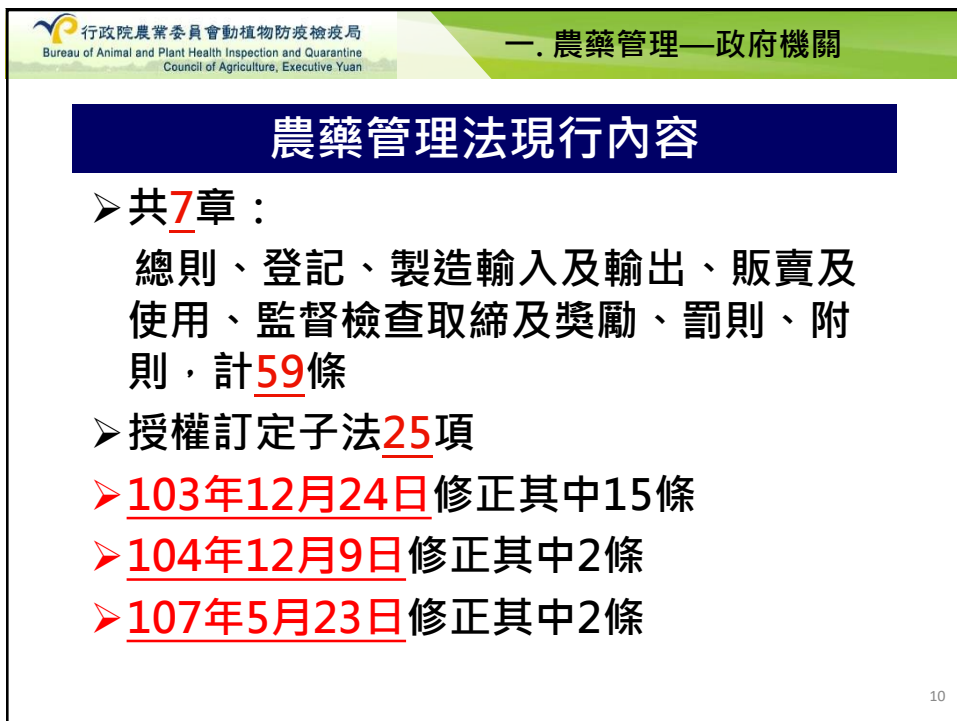 行政院農業委員會動植物防疫檢疫局
Bureau of Animal and Plant Health Inspection and Quarantine
Council of Agriculture, Executive Yuan
一. 農藥管理—政府機關
農藥管理法現行內容
➢共7章：
總則、登記、製造輸入及輸出、販賣及
使用、監督檢查取締及獎勵、罰則、附
則，計59條
➢授權訂定子法25項
➢103年12月24日修正其中15條
➢104年12月9日修正其中2條
➢107年5月23日修正其中2條
10